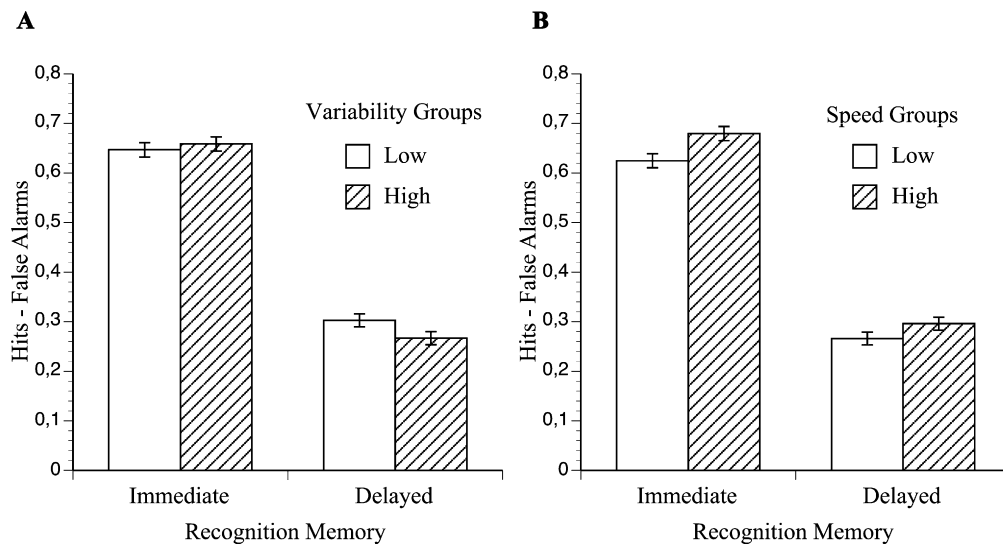 A
Hits - False Alarms
0,8
0,7
0,6
0,5
0,4
0,3
0,2
0,1
0
Variability Groups
Low
High
Immediate Delayed
Recognition Memory
B
Hits - False Alarms
0,8
0,7
0,6
0,5
0,4
0,3
0,2
0,1
0
Speed Groups
Low
High
Immediate Delayed
Recognition Memory